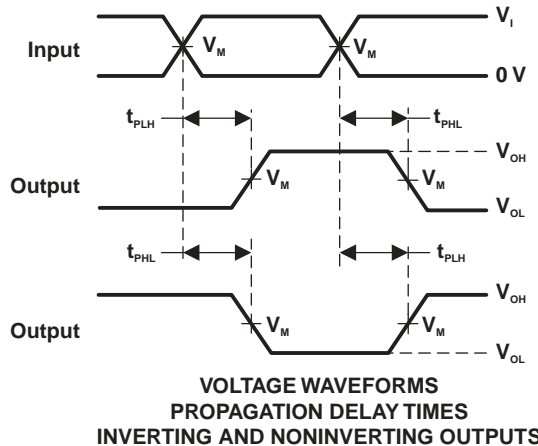 V_I
Input V_M V_M
0 V
t_PLH t_PHL
V_OH
Output V_M V_M
V_OL
t_PHL t_PLH
V_OH
Output V_M V_M
V_OL
VOLTAGE WAVEFORMS
PROPAGATION DELAY TIMES
INVERTING AND NONINVERTING OUTPUTS